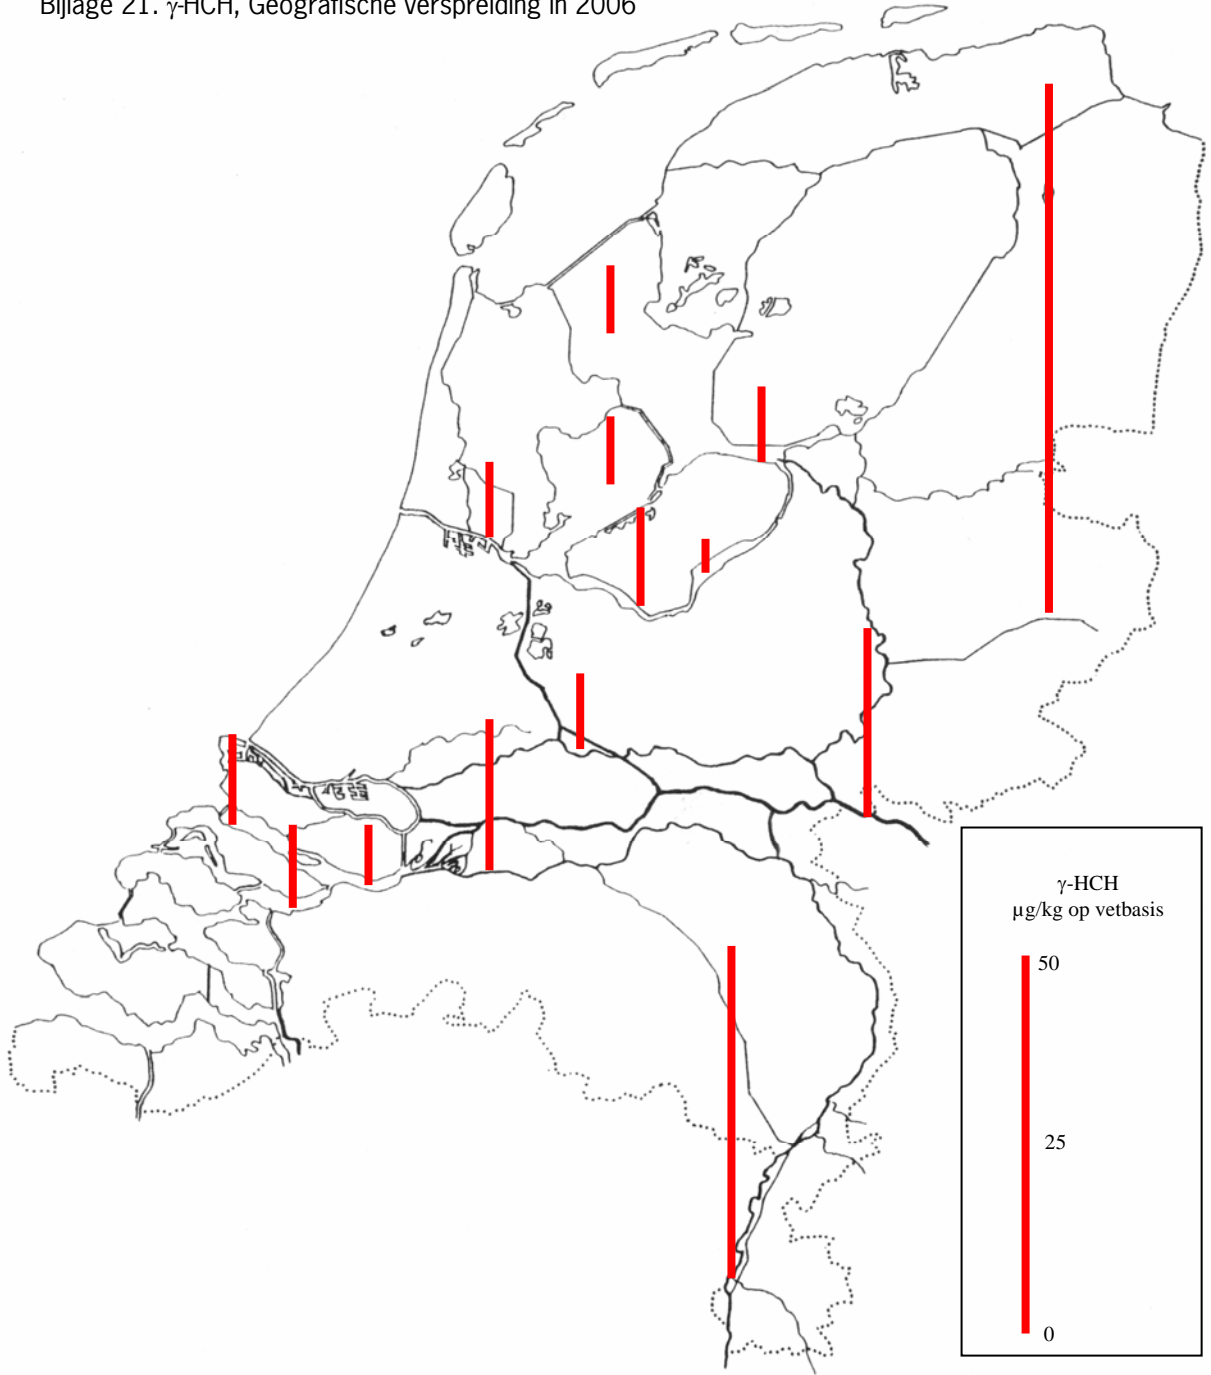 Bijlage 21. γ-HCH, Geografische verspreiding in 2006
γ-HCH
µg/kg op vetbasis
50
25
0